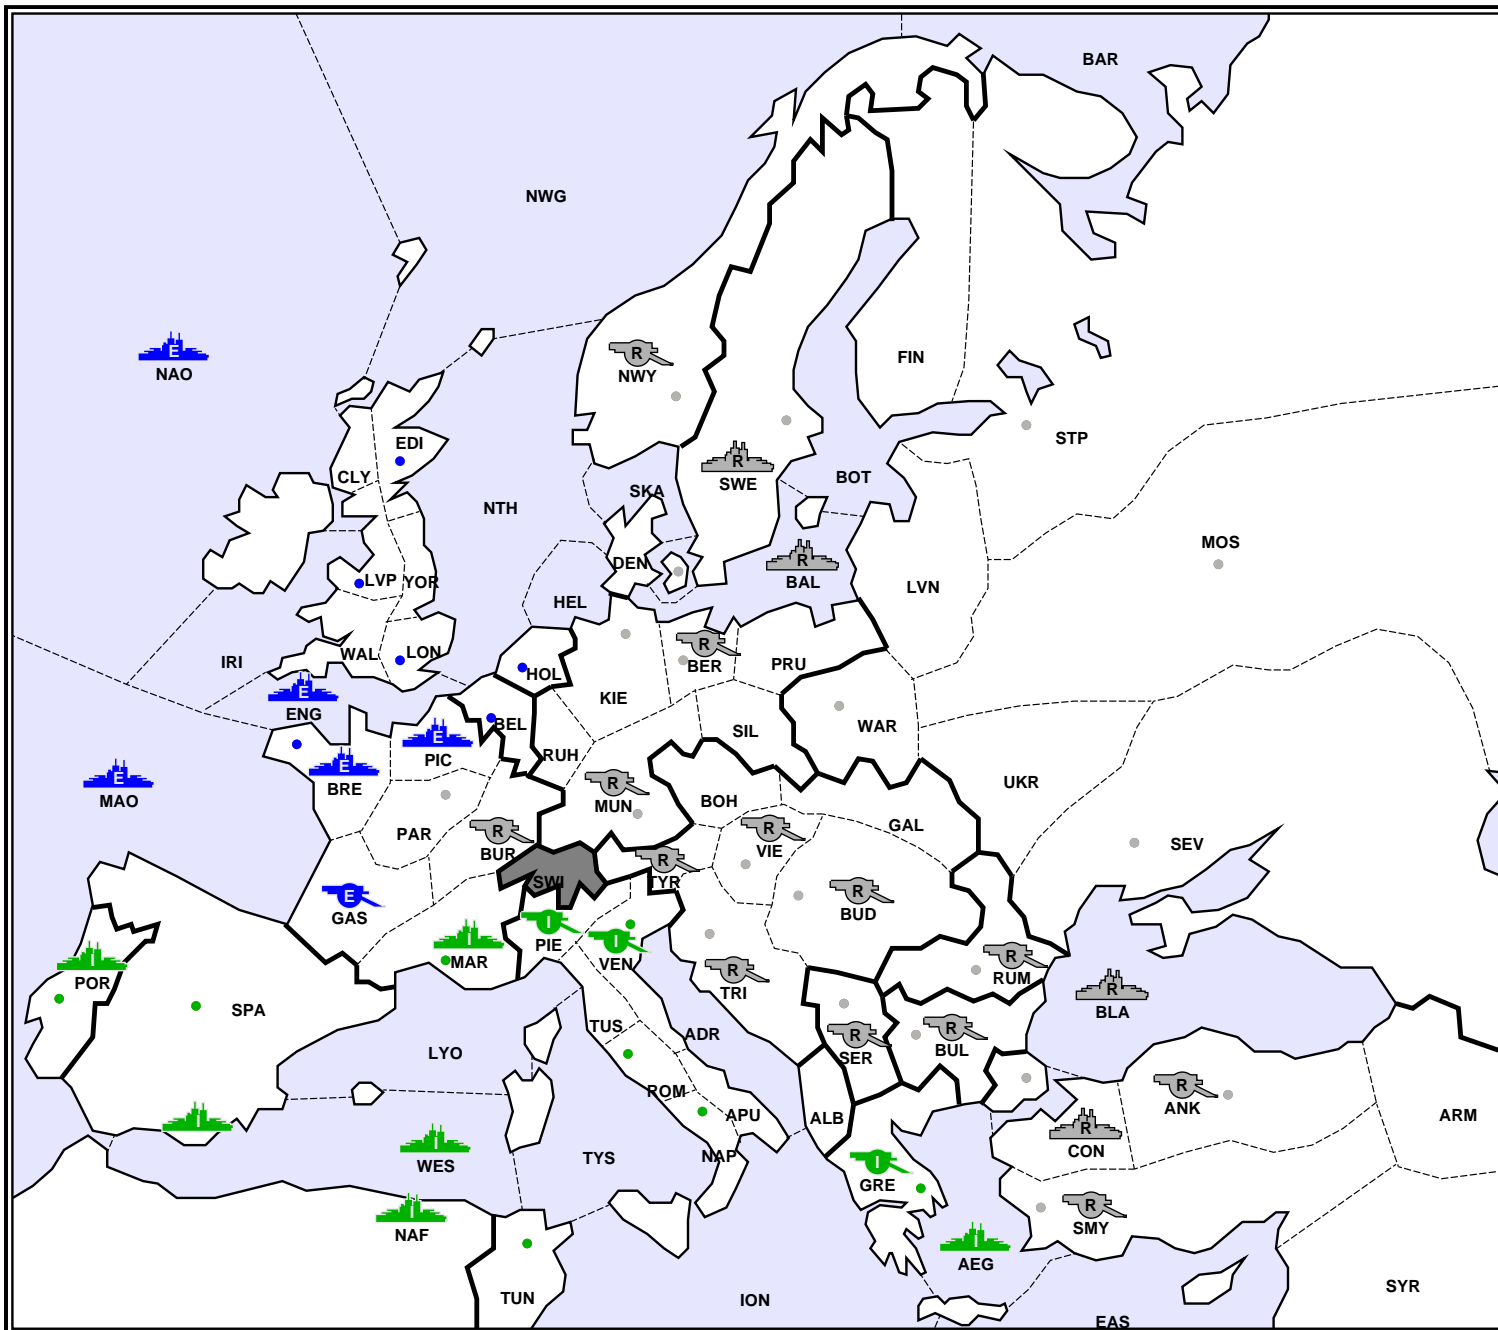 BAR
NWG
E
NAO
R
NWY
FIN
EDI
STP
CLY
R
SWE
BOT
SKA
NTH
MOS
DEN
R
BAL
LVP
YOR
LVN
HEL
IRI
WAL
LON
R
BER
PRU
HOL
KIE
E
ENG
BEL
WAR
E
PIC
SIL
RUH
UKR
E
MAO
E
BRE
R
MUN
BOH
PAR
R
BUR
R
VIE
GAL
SEV
R
TYR
SWI
E
GAS
R
BUD
I
PIE
I
VEN
I
MAR
I
POR
R
TRI
R
RUM
R
BLA
SPA
TUS
ADR
R
SER
R
BUL
LYO
ROM
R
ANK
APU
ALB
ARM
I
I
WES
TYS
NAP
R
CON
I
GRE
I
NAF
R
SMY
I
AEG
TUN
ION
SYR
EAS